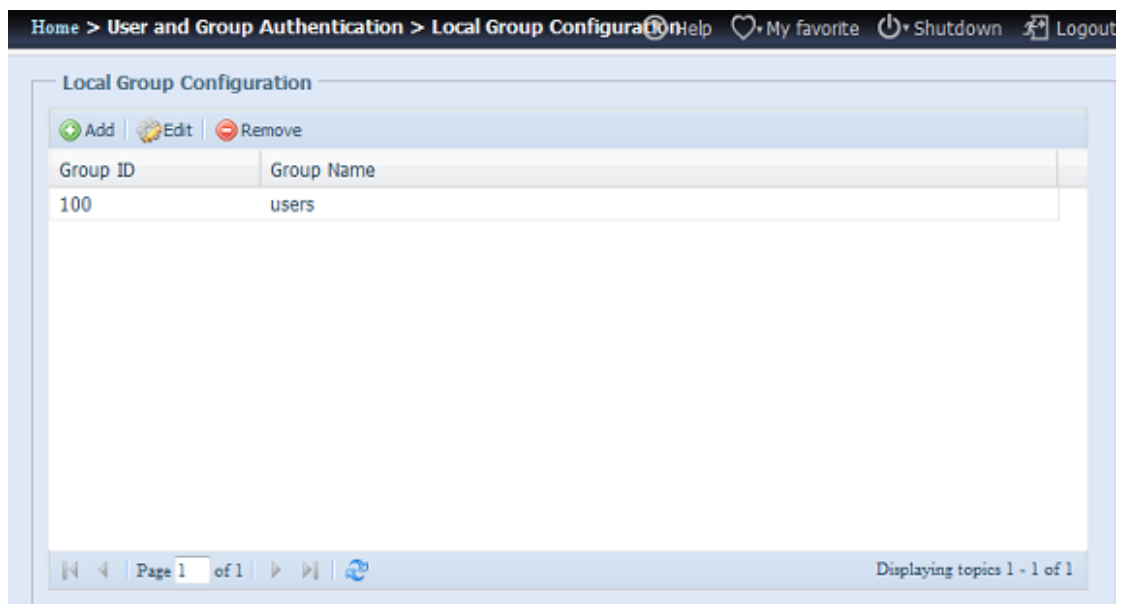 Home > User and Group Authentication > Local Group Configuration Help My favorite Shutdown Logout
Local Group Configuration
Add Edit Remove
Group ID Group Name
100 users
Page 1 of 1 Displaying topics 1 - 1 of 1